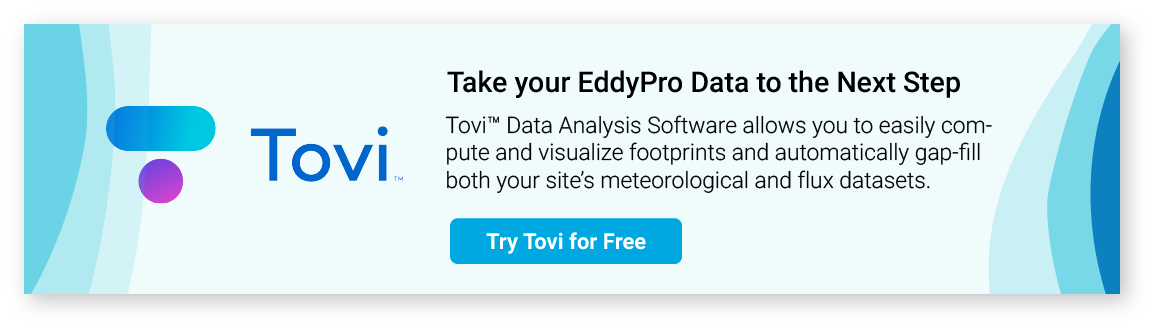 Tovi™
Take your EddyPro Data to the Next Step
Tovi™ Data Analysis Software allows you to easily com-
pute and visualize footprints and automatically gap-fill
both your site’s meteorological and flux datasets.
Try Tovi for Free